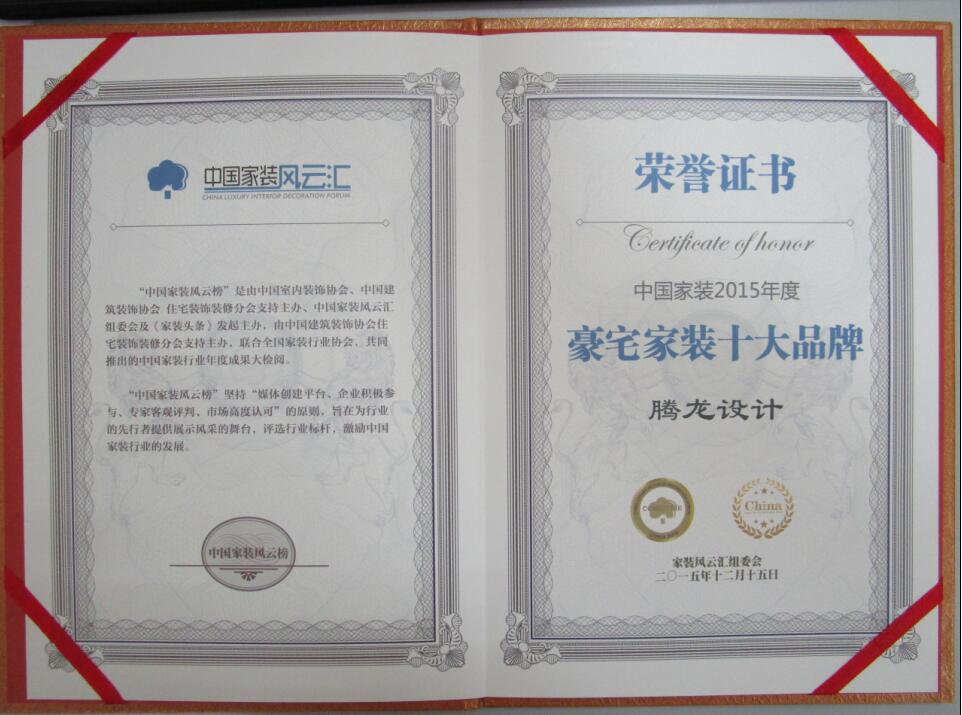 中国家装风云汇
CHINA LUXURY INTERIOR DECORATION FORUM
“中国家装风云榜”是由中国室内装饰协会、中国建
筑装饰协会 住宅装饰装修分会支持主办、中国家装风云汇
组委会及《家装头条》发起主办，由中国建筑装饰协会住
宅装饰装修分会支持主办，联合全国家装行业协会，共同
推出的中国家装行业年度成果大检阅。
“中国家装风云榜”坚持“媒体创建平台、企业积极参
与、专家客观评判、市场高度认可”的原则，旨在为行业
的先行者提供展示风采的舞台，评选行业标杆，激励中国
家装行业的发展。
中国家装风云榜
荣誉证书
Certificate of honor
中国家装2015年度
豪宅家装十大品牌
腾龙设计
China
家装风云汇组委会
二〇一五年十二月十五日